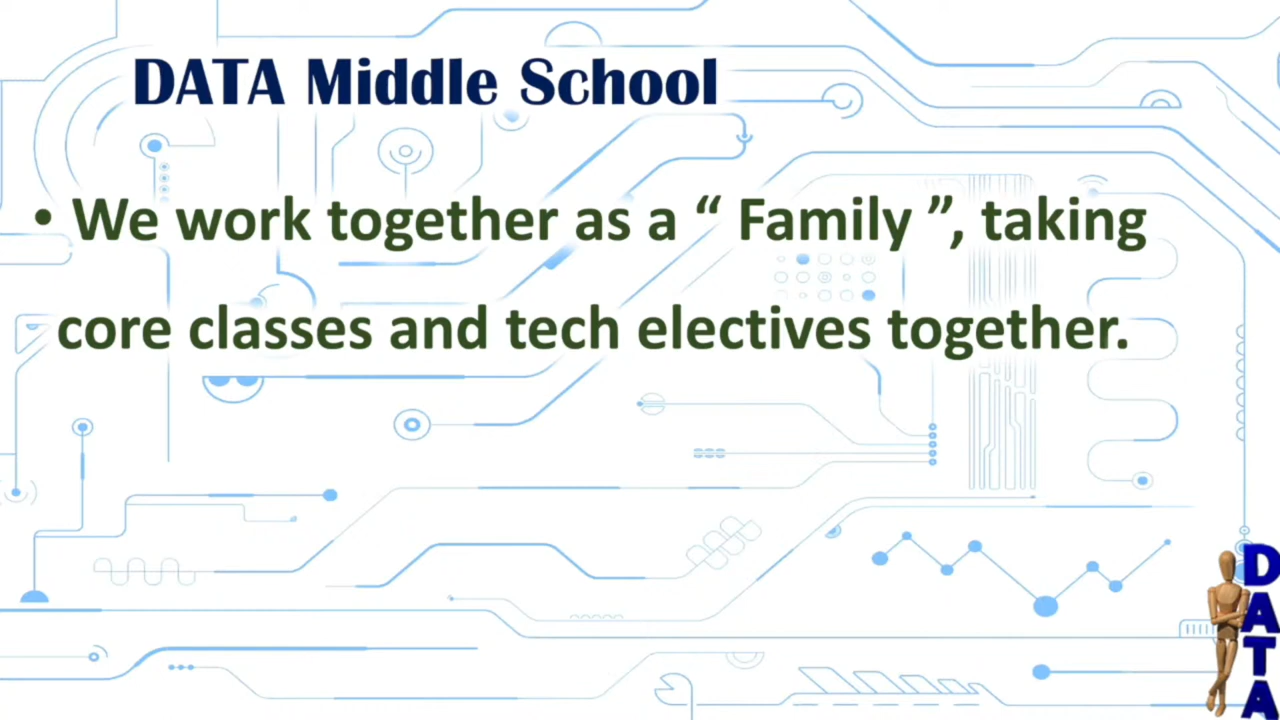 DATA Middle School
• We work together as a “ Family ”, taking
core classes and tech electives together.
DATA